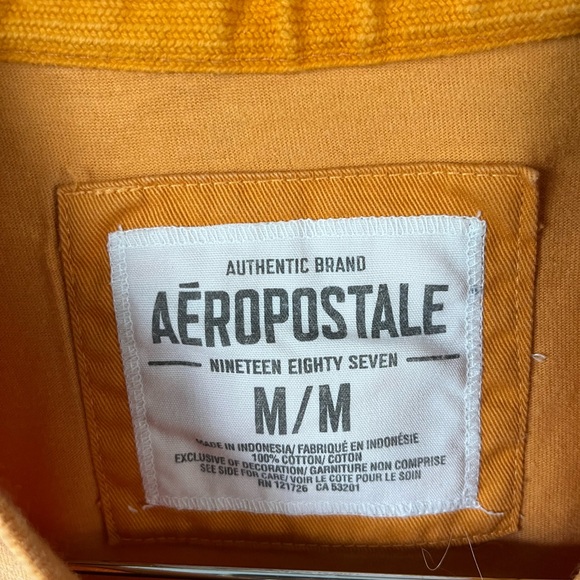 AUTHENTIC BRAND
AÉROPOSTALE
NINETEEN EIGHTY SEVEN
M/M
MADE IN INDONESIA/ FABRIQUÉ EN INDONÉSIE
100% COTTON/ COTON
EXCLUSIVE OF DECORATION/ GARNITURE NON COMPRISE
SEE SIDE FOR CARE/ VOIR LE COTE POUR LE SOIN
RN 121726 CA 53201